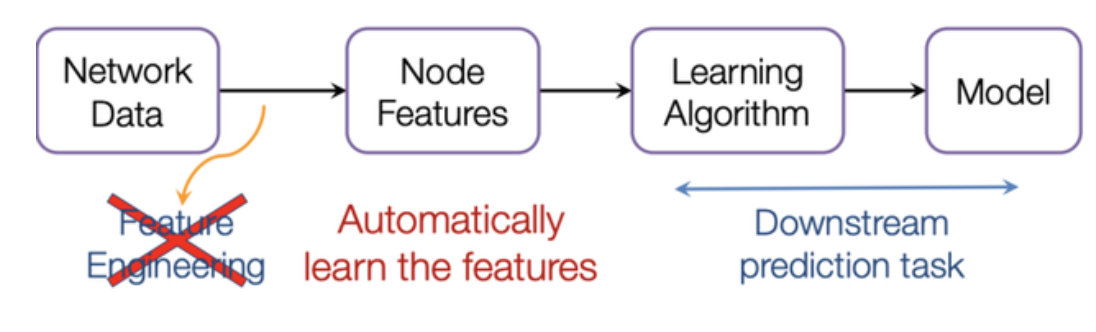 Network
Data
Node
Features
Learning
Algorithm
Model
Feature
Engineering
Automatically
learn the features
Downstream
prediction task